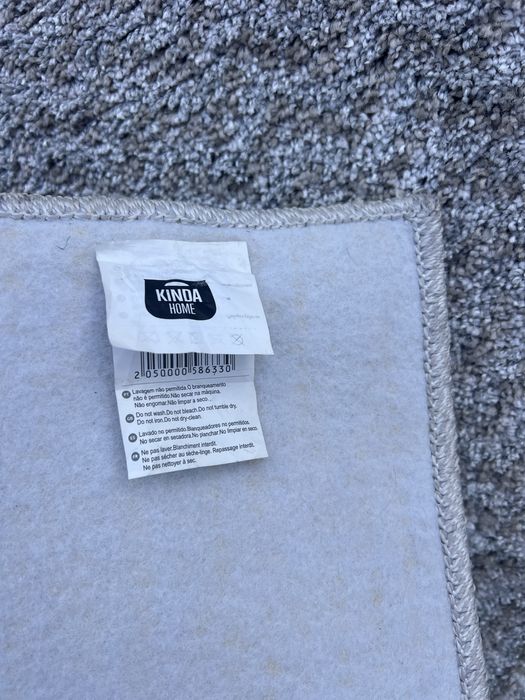 KINDA
HOME
2 050000 586330
PT Lavagem não permitida.O branqueamento
não é permitido.Não secar na máquina.
Não engomar.Não limpar a seco.
Do not wash.Do not bleach.Do not tumble dry.
Do not iron.Do not dry-clean.
Lavado no permitido.Blanqueadores no permitidos.
No secar en secadora.No planchar.No limpiar en seco.
FR Ne pas laver.Blanchiment interdit.
Ne pas sécher au sèche-linge. Repassage interdit.
Ne pas nettoyer à sec.